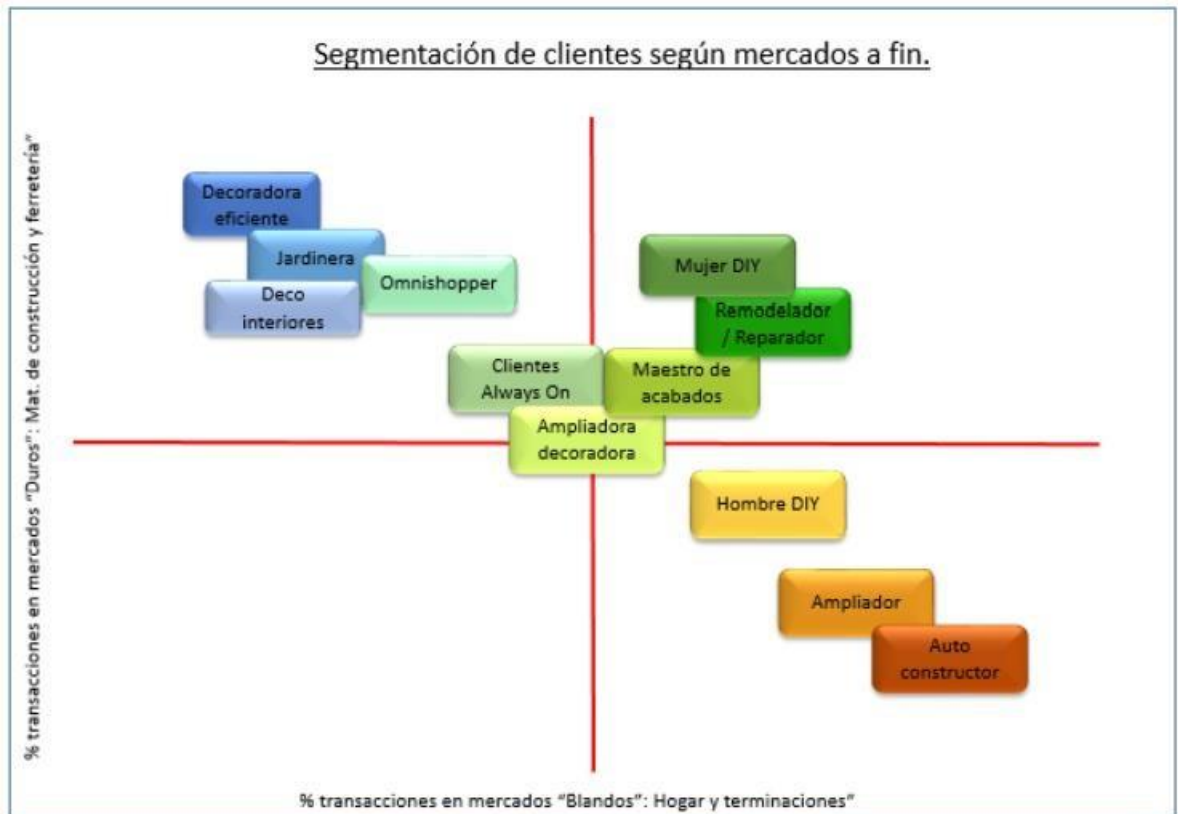 Segmentación de clientes según mercados a fin.
% transacciones en mercados “Duros”: Mat. de construcción y ferretería”
Decoradora
eficiente
Jardinera
Omnishopper
Deco
interiores
Mujer DIY
Remodelador
/ Reparador
Clientes
Always On
Maestro de
acabados
Ampliadora
decoradora
Hombre DIY
Ampliador
Auto
constructor
% transacciones en mercados “Blandos”: Hogar y terminaciones”